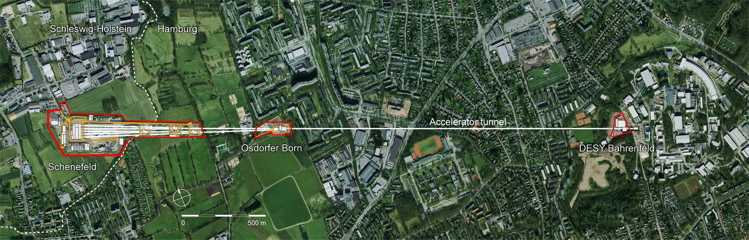 Schleswig-Holstein
Hamburg
Accelerator tunnel
Osdorfer Born
DESY-Bahrenfeld
Schenefeld
0
500 m